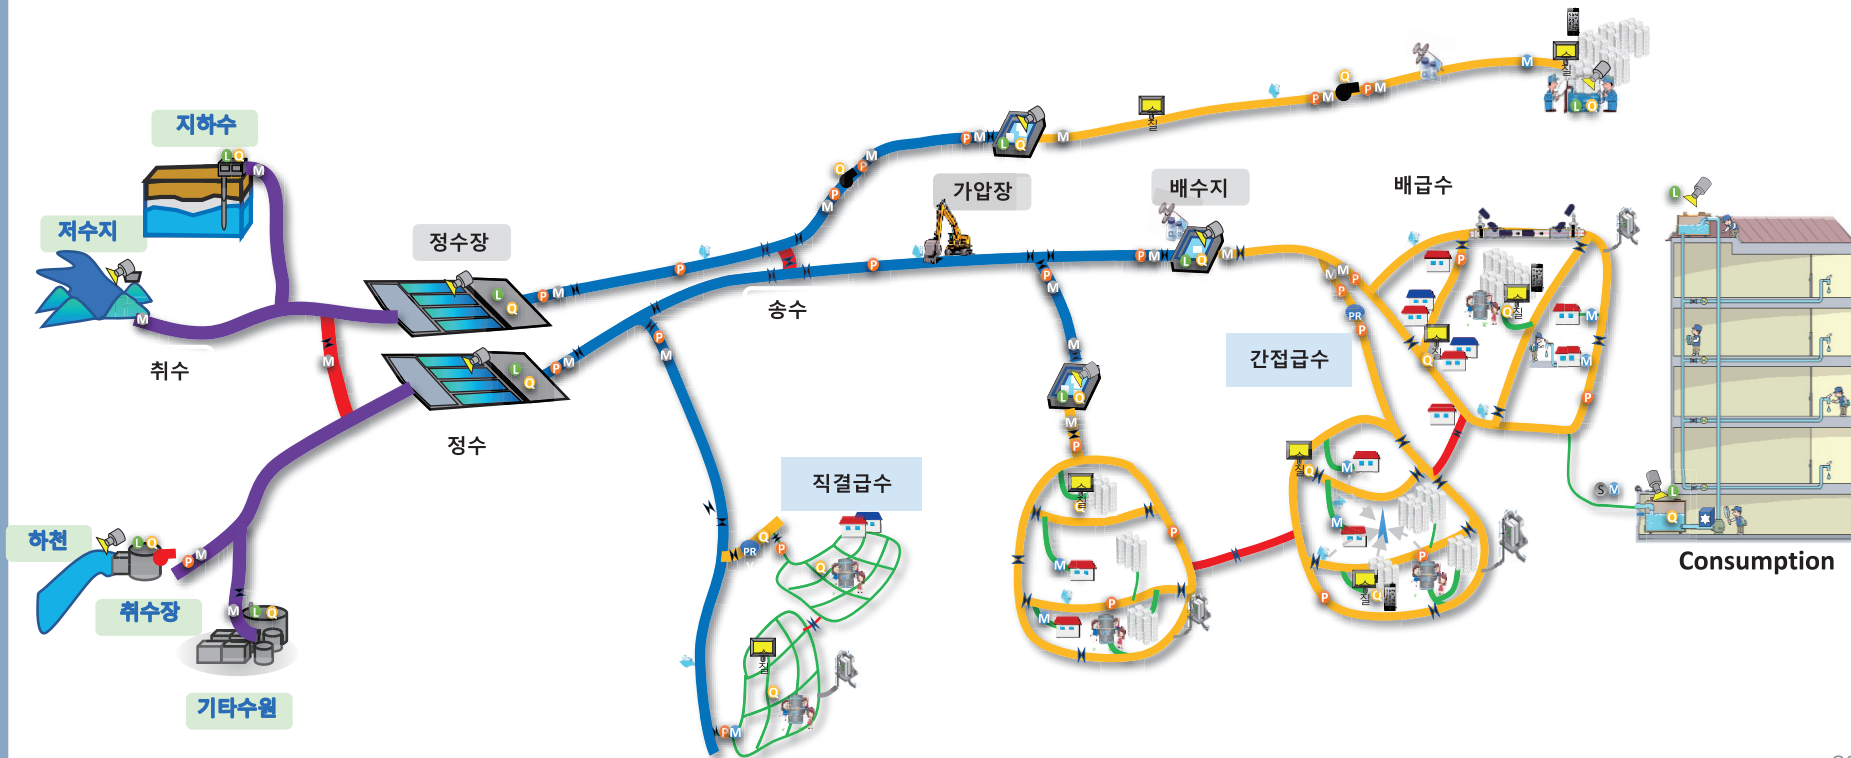 지하수
저수지
정수장
가압장
배수지
배급수
취수
송수
간접급수
정수
직결급수
하천
취수장
기타수원
Consumption
L
Q
M
P
PR
S
질